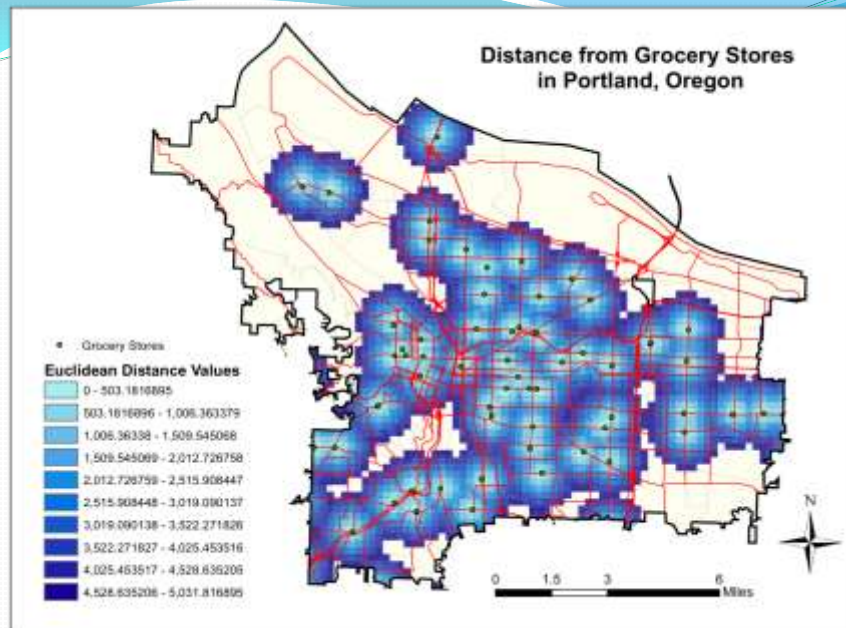 Distance from Grocery Stores
in Portland, Oregon
Grocery Stores
Euclidean Distance Values
0 - 503.1816895
503.1816896 - 1,006.363379
1,006.36338 - 1,509.545068
1,509.545069 - 2,012.726758
2,012.726759 - 2,515.908447
2,515.908448 - 3,019.090137
3,019.090138 - 3,522.271826
3,522.271827 - 4,025.453516
4,025.453517 - 4,528.635205
4,528.635206 - 5,031.816895
N
0 1.5 3 6
Miles